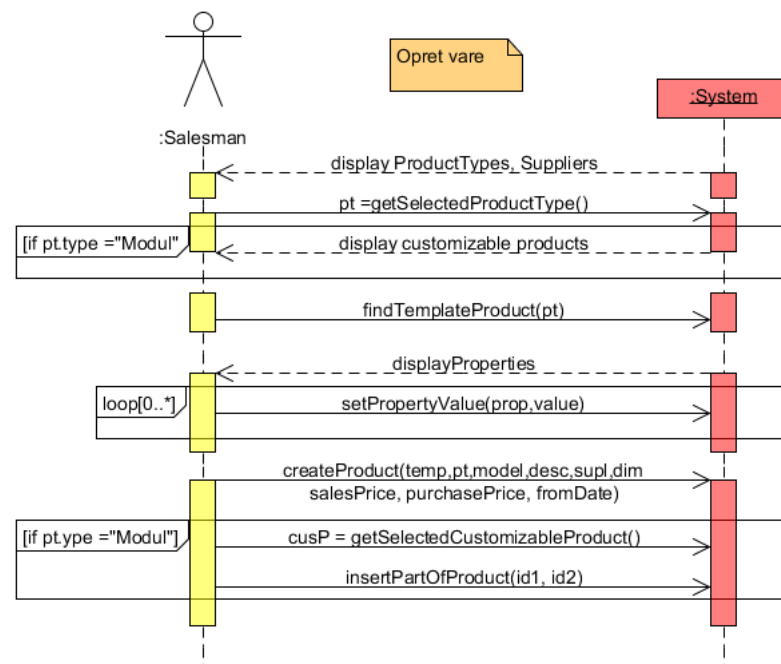 Opret vare
:System
:Salesman
display ProductTypes, Suppliers
pt =getSelectedProductType()
[if pt.type ="Modul"
display customizable products
findTemplateProduct(pt)
displayProperties
loop[0..*]
setPropertyValue(prop,value)
createProduct(temp,pt,model,desc,supl,dim
salesPrice, purchasePrice, fromDate)
[if pt.ype ="Modul"]
cusP = getSelectedCustomizableProduct()
insertPartOfProduct(id1, id2)